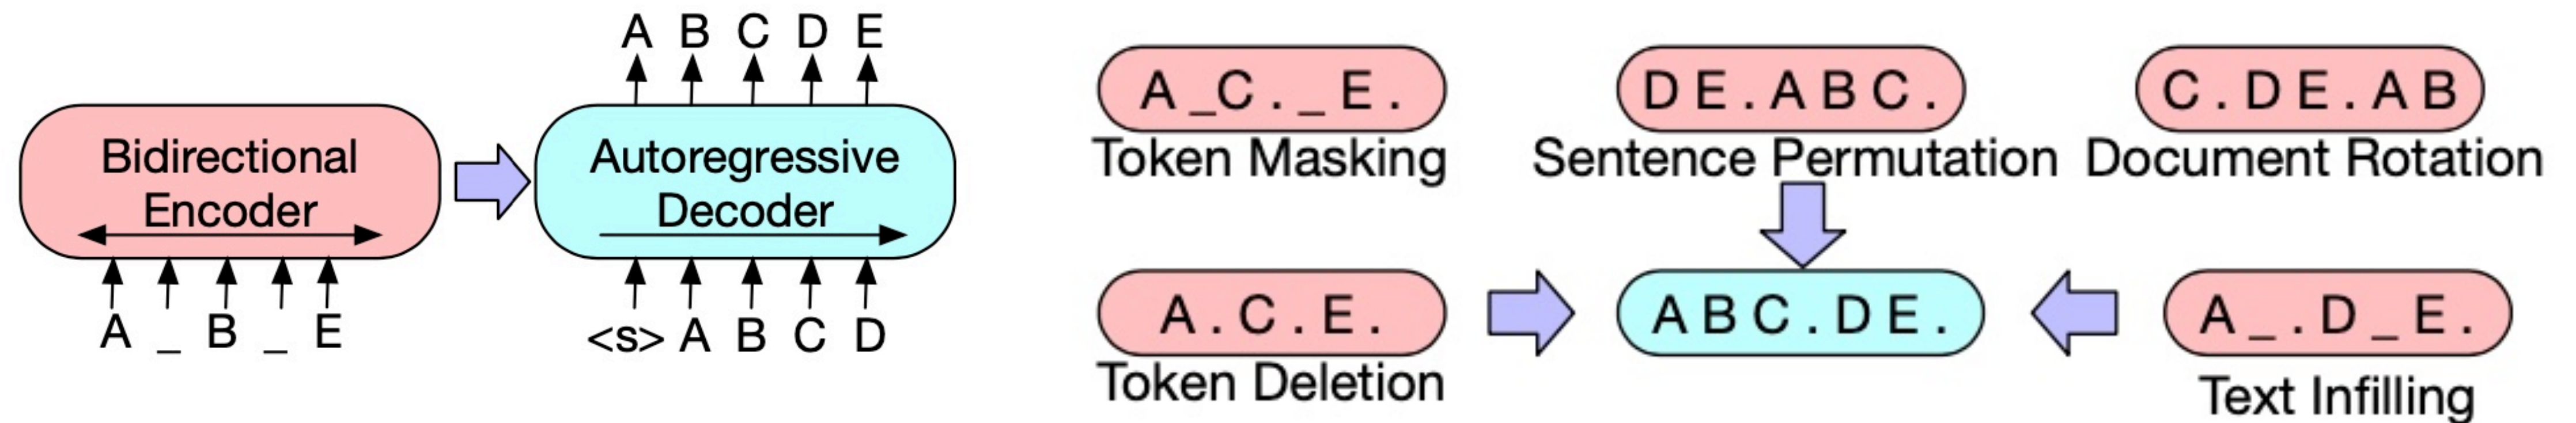 A B C D E
Bidirectional
Encoder
Autoregressive
Decoder
A _ B _ E
<s> A B C D
A _C . _ E .
Token Masking
D E . A B C .
Sentence Permutation
C . D E . A B
Document Rotation
A . C . E .
Token Deletion
A B C . D E .
A _ . D _ E .
Text Infilling